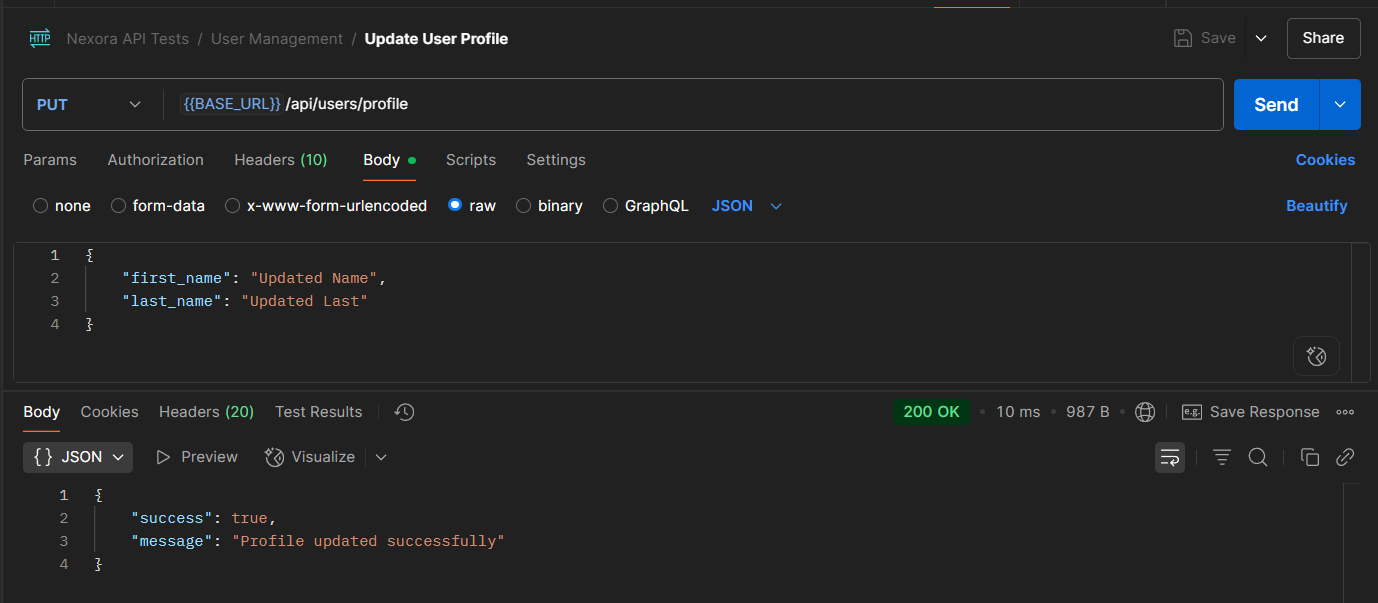 HTTP Nexora API Tests / User Management / Update User Profile Save Share
PUT {{BASE_URL}} /api/users/profile Send
Params Authorization Headers (10) Body Scripts Settings Cookies
none form-data x-www-form-urlencoded raw binary GraphQL JSON Beautify
1 {
2 "first_name": "Updated Name",
3 "last_name": "Updated Last"
4 }
Body Cookies Headers (20) Test Results 200 OK • 10 ms • 987 B • e.g. Save Response
{ } JSON Preview Visualize
1 {
2 "success": true,
3 "message": "Profile updated successfully"
4 }